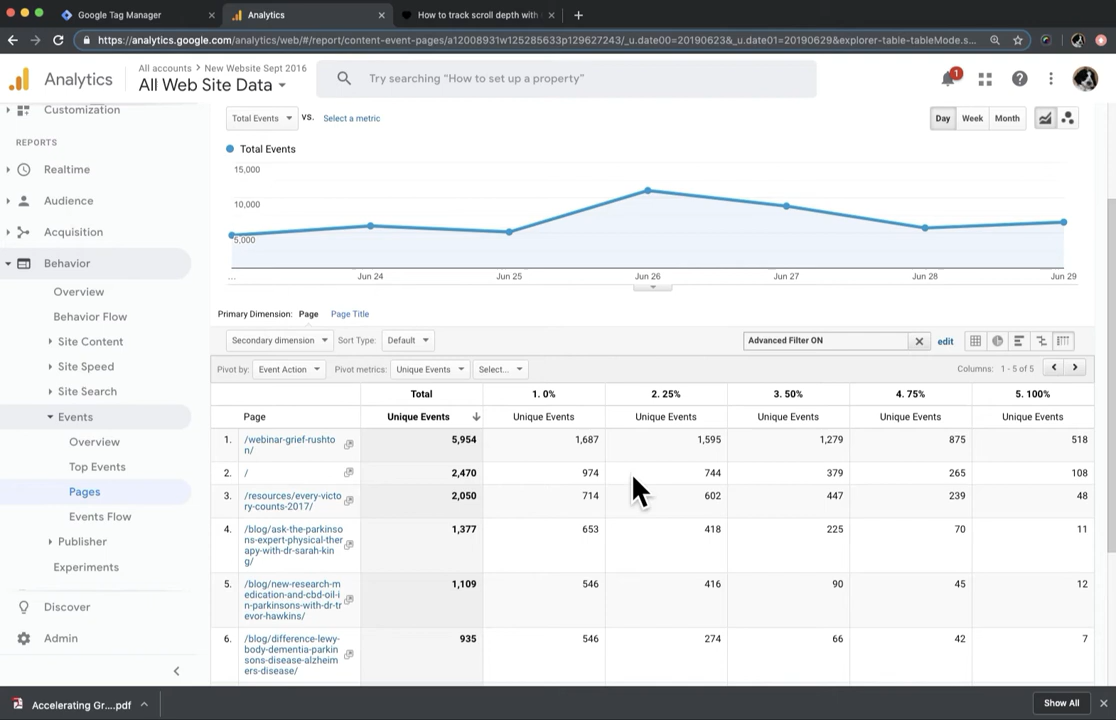 Google Tag Manager
Analytics
How to track scroll depth with
https://analytics.google.com/analytics/web/#/report/content-event-pages/a12008931w125285633p129627243/_u.date00=20190623&_u.date01=20190629&explorer-table-tableMode.s...
Analytics
All accounts > New Website Sept 2016
All Web Site Data
Try searching "How to set up a property"
1
Customization
REPORTS
Realtime
Audience
Acquisition
Behavior
Overview
Behavior Flow
Site Content
Site Speed
Site Search
Events
Overview
Top Events
Pages
Events Flow
Publisher
Experiments
Discover
Admin
Total Events vs. Select a metric
Day Week Month
Total Events
15,000
10,000
5,000
... Jun 24 Jun 25 Jun 26 Jun 27 Jun 28 Jun 29
Primary Dimension: Page Page Title
Secondary dimension Sort Type: Default Advanced Filter ON edit
Pivot by: Event Action Pivot metrics: Unique Events Select... Columns: 1 - 5 of 5
Total 1. 0% 2. 25% 3. 50% 4. 75% 5. 100%
Page Unique Events Unique Events Unique Events Unique Events Unique Events Unique Events
1. /webinar-grief-rushto 5,954 1,687 1,595 1,279 875 518
n/
2. / 2,470 974 744 379 265 108
3. /resources/every-victo 2,050 714 602 447 239 48
ry-counts-2017/
4. /blog/ask-the-parkinso 1,377 653 418 225 70 11
ns-expert-physical-ther
apy-with-dr-sarah-kin
g/
5. /blog/new-research-m 1,109 546 416 90 45 12
edication-and-cbd-oil-i
n-parkinsons-with-dr-tr
evor-hawkins/
6. /blog/difference-lewy- 935 546 274 66 42 7
body-dementia-parkin
sons-disease-alzheim
ers-disease/
Accelerating Gr....pdf
Show All